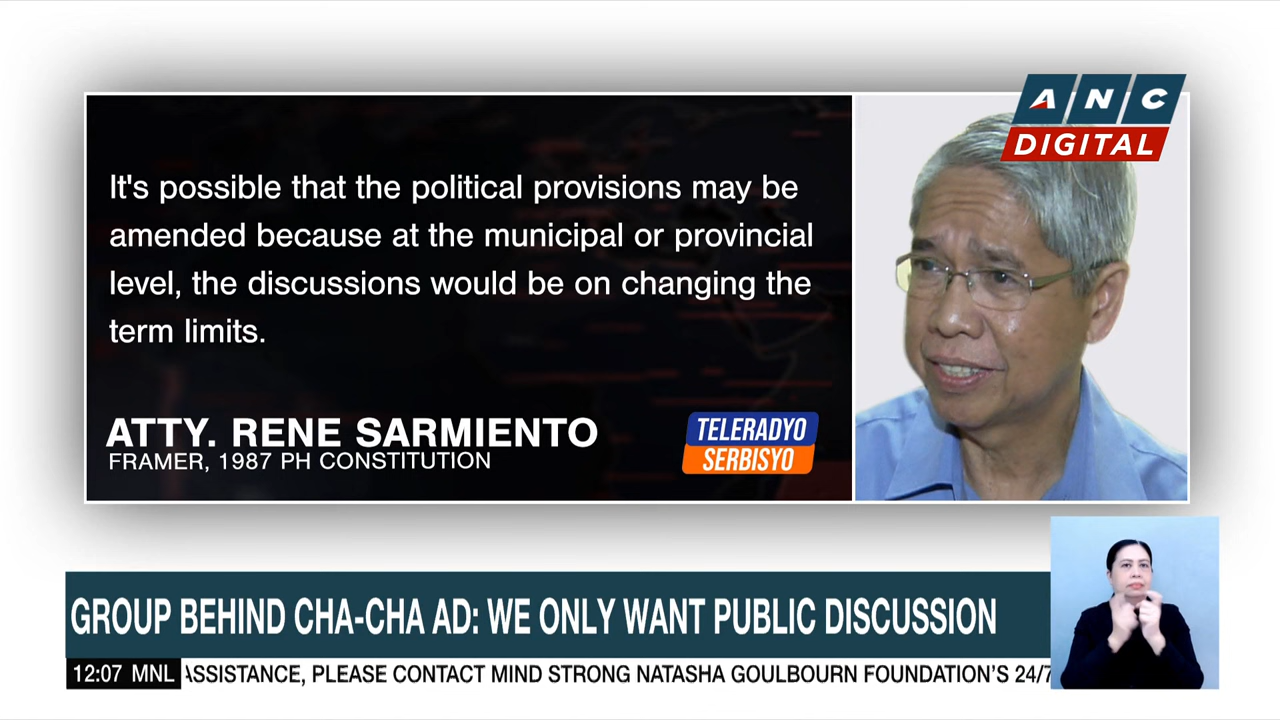 ANC
DIGITAL
It's possible that the political provisions may be
amended because at the municipal or provincial
level, the discussions would be on changing the
term limits.
ATTY. RENE SARMIENTO
FRAMER, 1987 PH CONSTITUTION
TELERADYO
SERBISYO
GROUP BEHIND CHA-CHA AD: WE ONLY WANT PUBLIC DISCUSSION
12:07 MNL
ASSISTANCE, PLEASE CONTACT MIND STRONG NATASHA GOULBOURN FOUNDATION'S 24/7